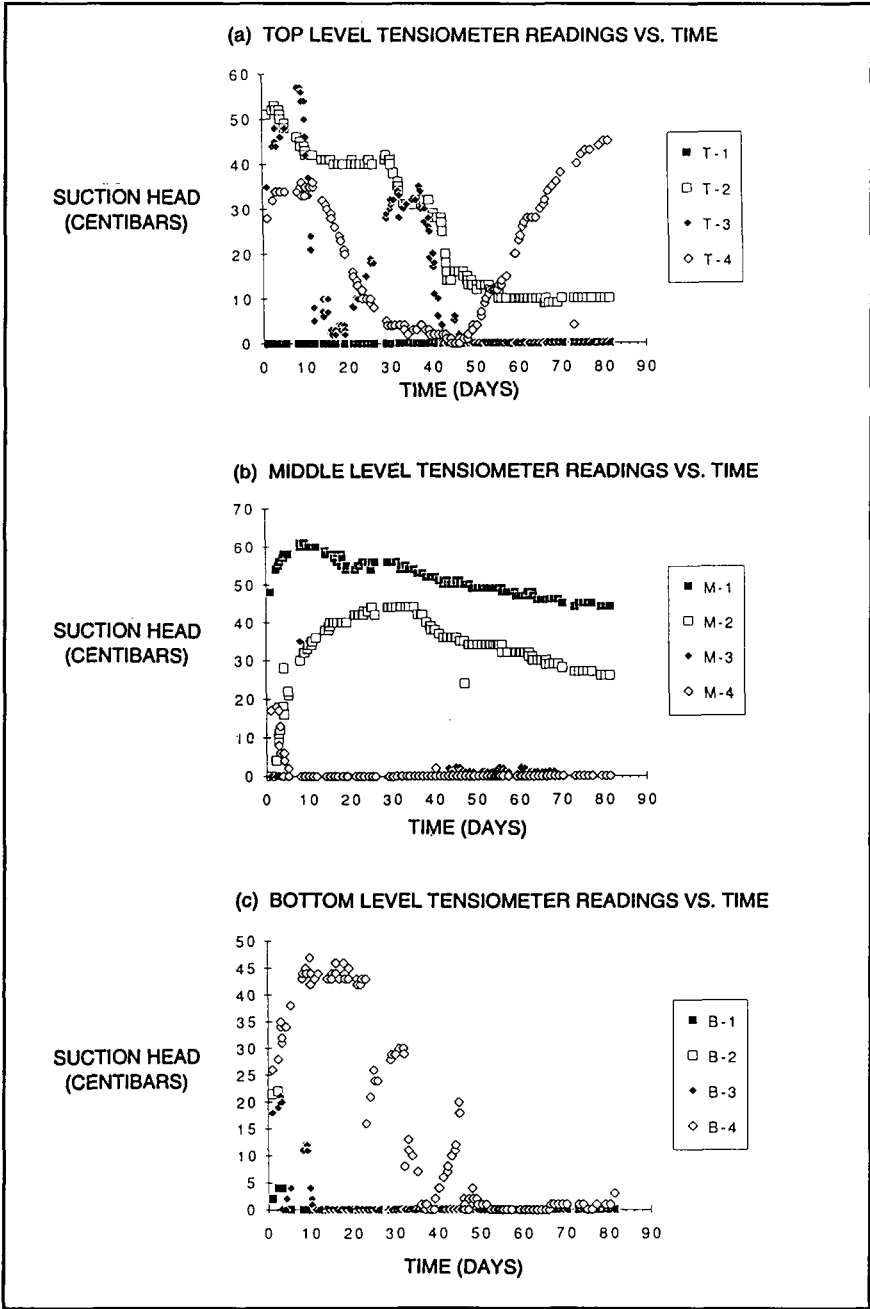 (a) TOP LEVEL TENSIOMETER READINGS VS. TIME
60
50
40
30
20
10
0
SUCTION HEAD
(CENTIBARS)
0 10 20 30 40 50 60 70 80 90
TIME (DAYS)
T-1
T-2
T-3
T-4
(b) MIDDLE LEVEL TENSIOMETER READINGS VS. TIME
70
60
50
40
30
20
10
0
SUCTION HEAD
(CENTIBARS)
0 10 20 30 40 50 60 70 80 90
TIME (DAYS)
M-1
M-2
M-3
M-4
(c) BOTTOM LEVEL TENSIOMETER READINGS VS. TIME
50
45
40
35
30
25
20
15
10
5
0
SUCTION HEAD
(CENTIBARS)
0 10 20 30 40 50 60 70 80 90
TIME (DAYS)
B-1
B-2
B-3
B-4